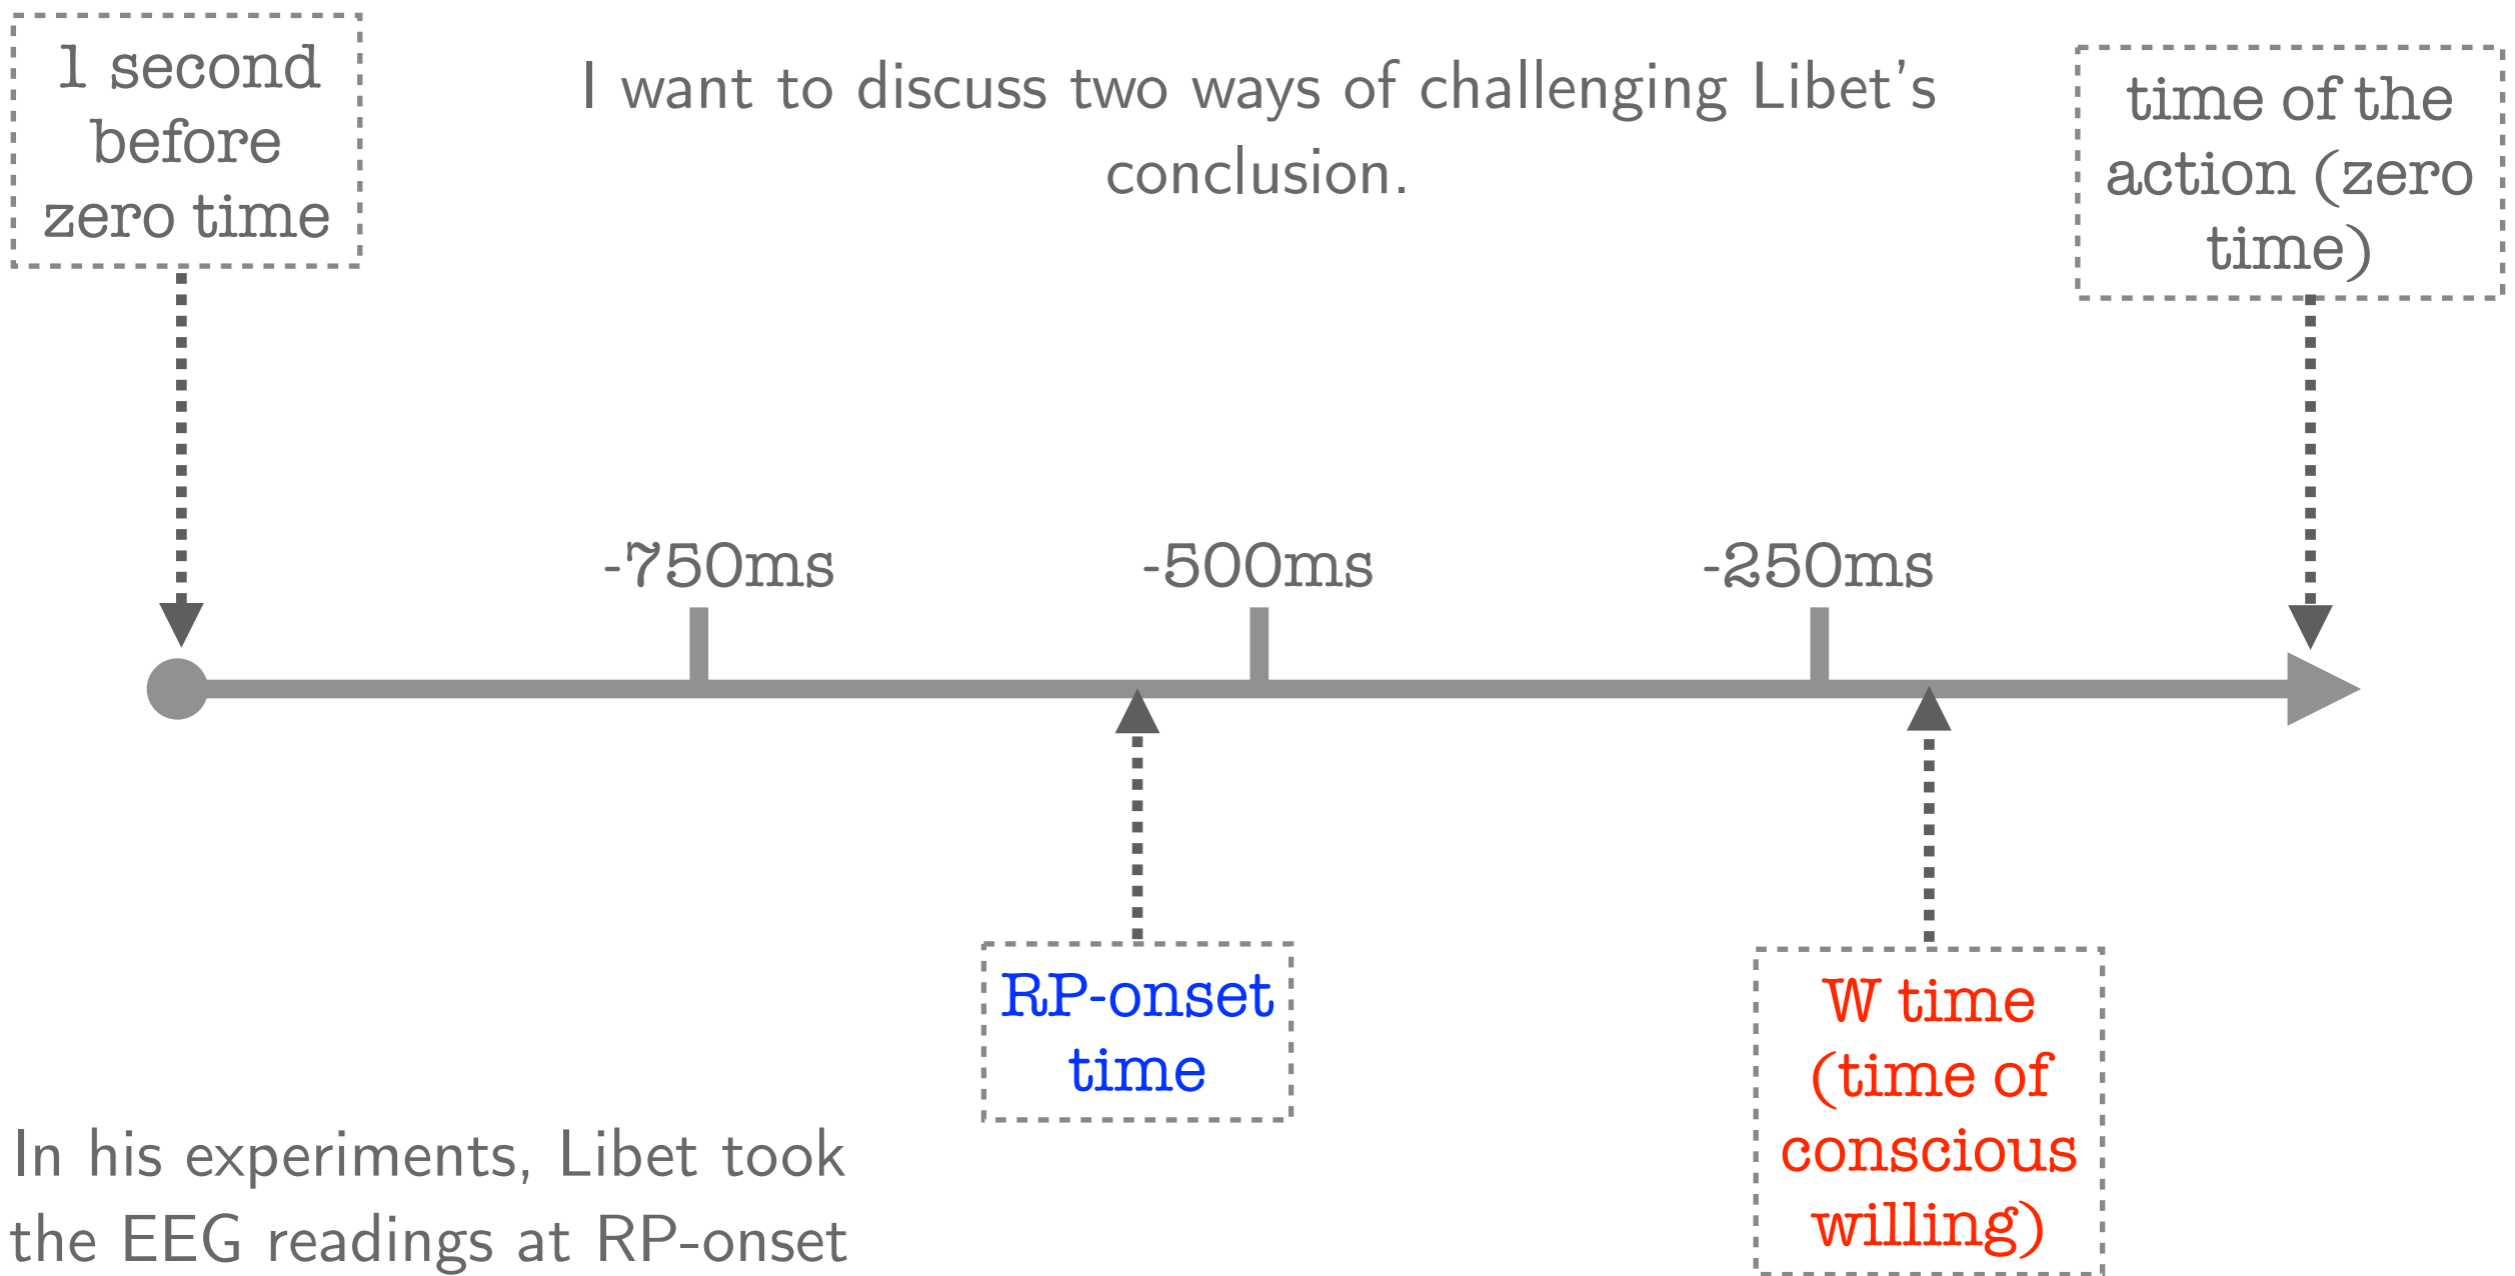 1 second
before
zero time
I want to discuss two ways of challenging Libet's
conclusion.
time of the
action (zero
time)
-750ms
-500ms
-250ms
RP-onset
time
W time
(time of
conscious
willing)
In his experiments, Libet took
the EEG readings at RP-onset